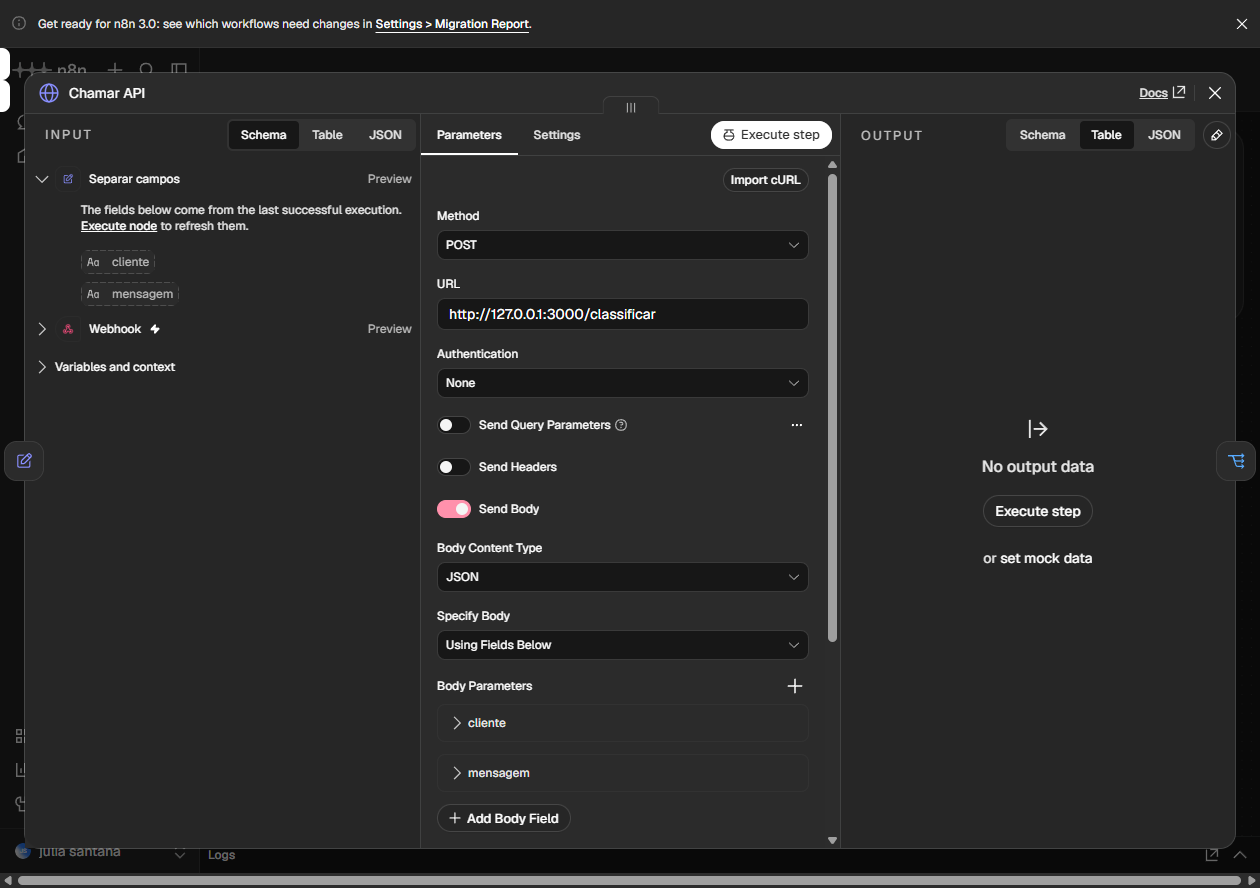 Get ready for n8n 3.0: see which workflows need changes in Settings > Migration Report.
n8n
Chamar API
Docs
INPUT
Schema
Table
JSON
Parameters
Settings
Execute step
OUTPUT
Schema
Table
JSON
Separar campos
Preview
The fields below come from the last successful execution.
Execute node to refresh them.
Aa cliente
Aa mensagem
Webhook
Preview
Variables and context
Import cURL
Method
POST
URL
http://127.0.0.1:3000/classificar
Authentication
None
Send Query Parameters
Send Headers
Send Body
Body Content Type
JSON
Specify Body
Using Fields Below
Body Parameters
cliente
mensagem
Add Body Field
No output data
Execute step
or set mock data
julia santana
Logs